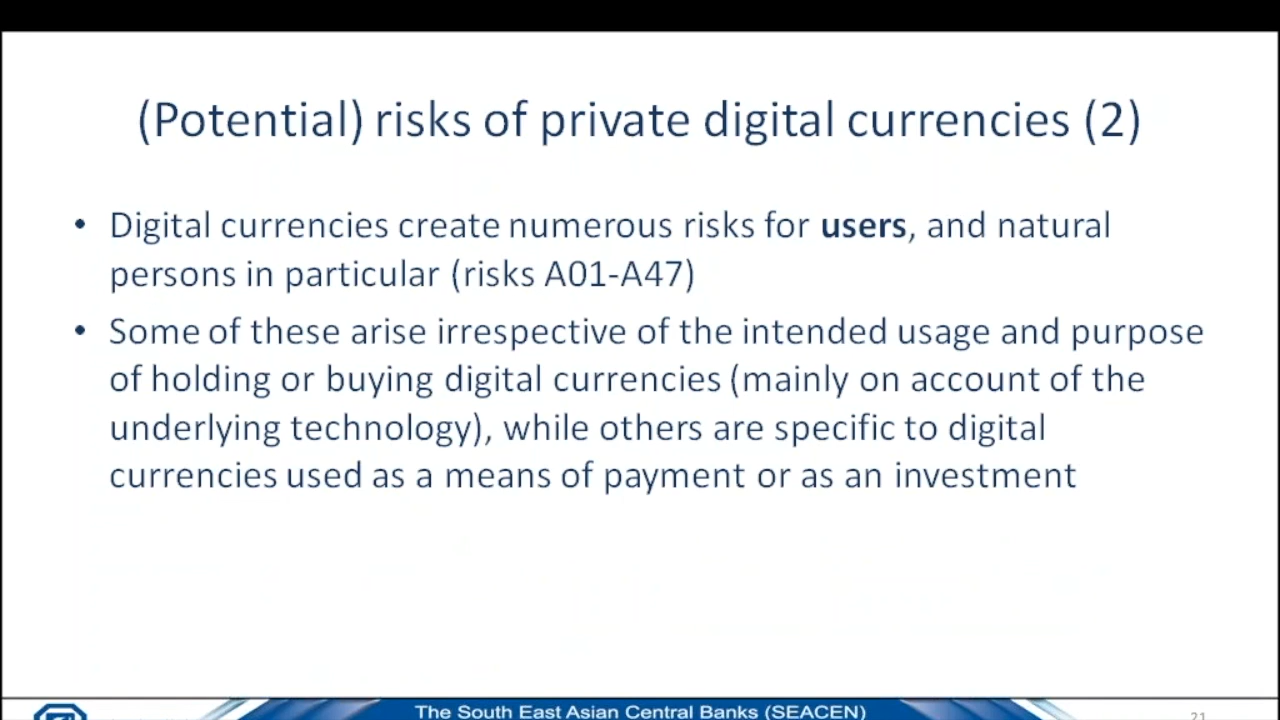 (Potential) risks of private digital currencies (2)
• Digital currencies create numerous risks for users, and natural
persons in particular (risks A01-A47)
• Some of these arise irrespective of the intended usage and purpose
of holding or buying digital currencies (mainly on account of the
underlying technology), while others are specific to digital
currencies used as a means of payment or as an investment
The South East Asian Central Banks (SEACEN)
21